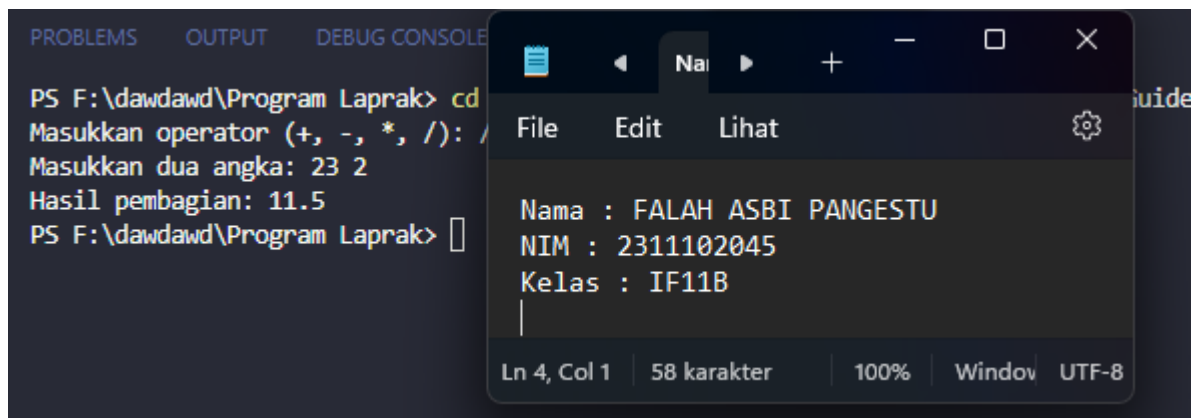 PROBLEMS OUTPUT DEBUG CONSOLE
PS F:\dawdawd\Program Laprak> cd
Masukkan operator (+, -, *, /): /
Masukkan dua angka: 23 2
Hasil pembagian: 11.5
PS F:\dawdawd\Program Laprak>
File Edit Lihat
Nama : FALAH ASBI PANGESTU
NIM : 2311102045
Kelas : IF11B
Ln 4, Col 1 58 karakter 100% Window UTF-8